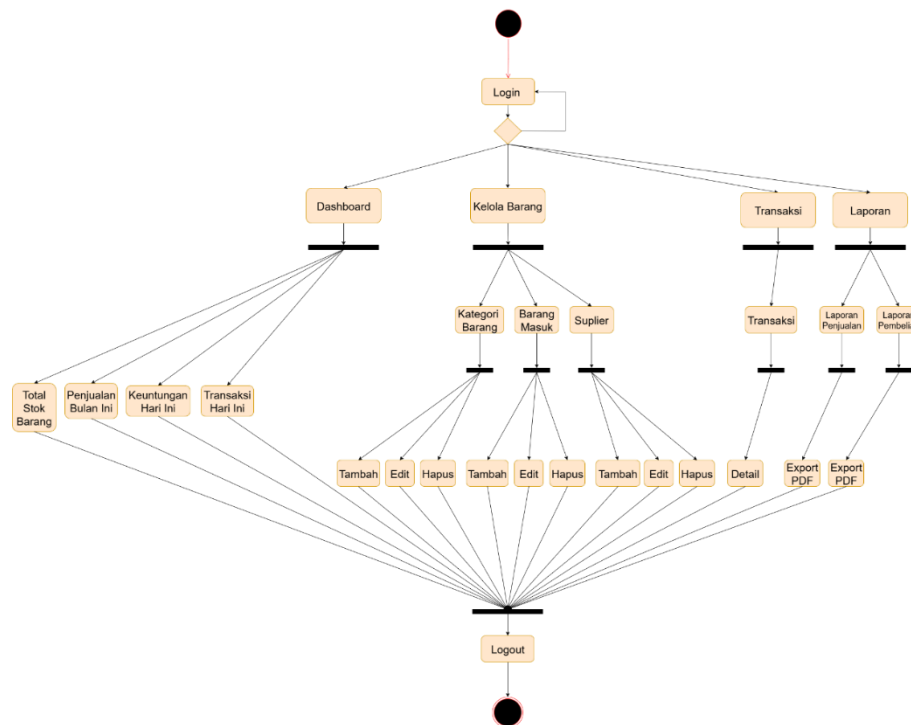 Login
Dashboard
Kelola Barang
Transaksi
Laporan
Kategori
Barang
Barang
Masuk
Suplier
Transaksi
Laporan
Penjualan
Laporan
Total
Stok
Barang
Penjualan
Bulan Ini
Keuntungan
Hari Ini
Transaksi
Hari Ini
Tambah
Edit
Hapus
Tambah
Edit
Hapus
Tambah
Edit
Hapus
Detail
Export
PDF
Export
PDF
Logout